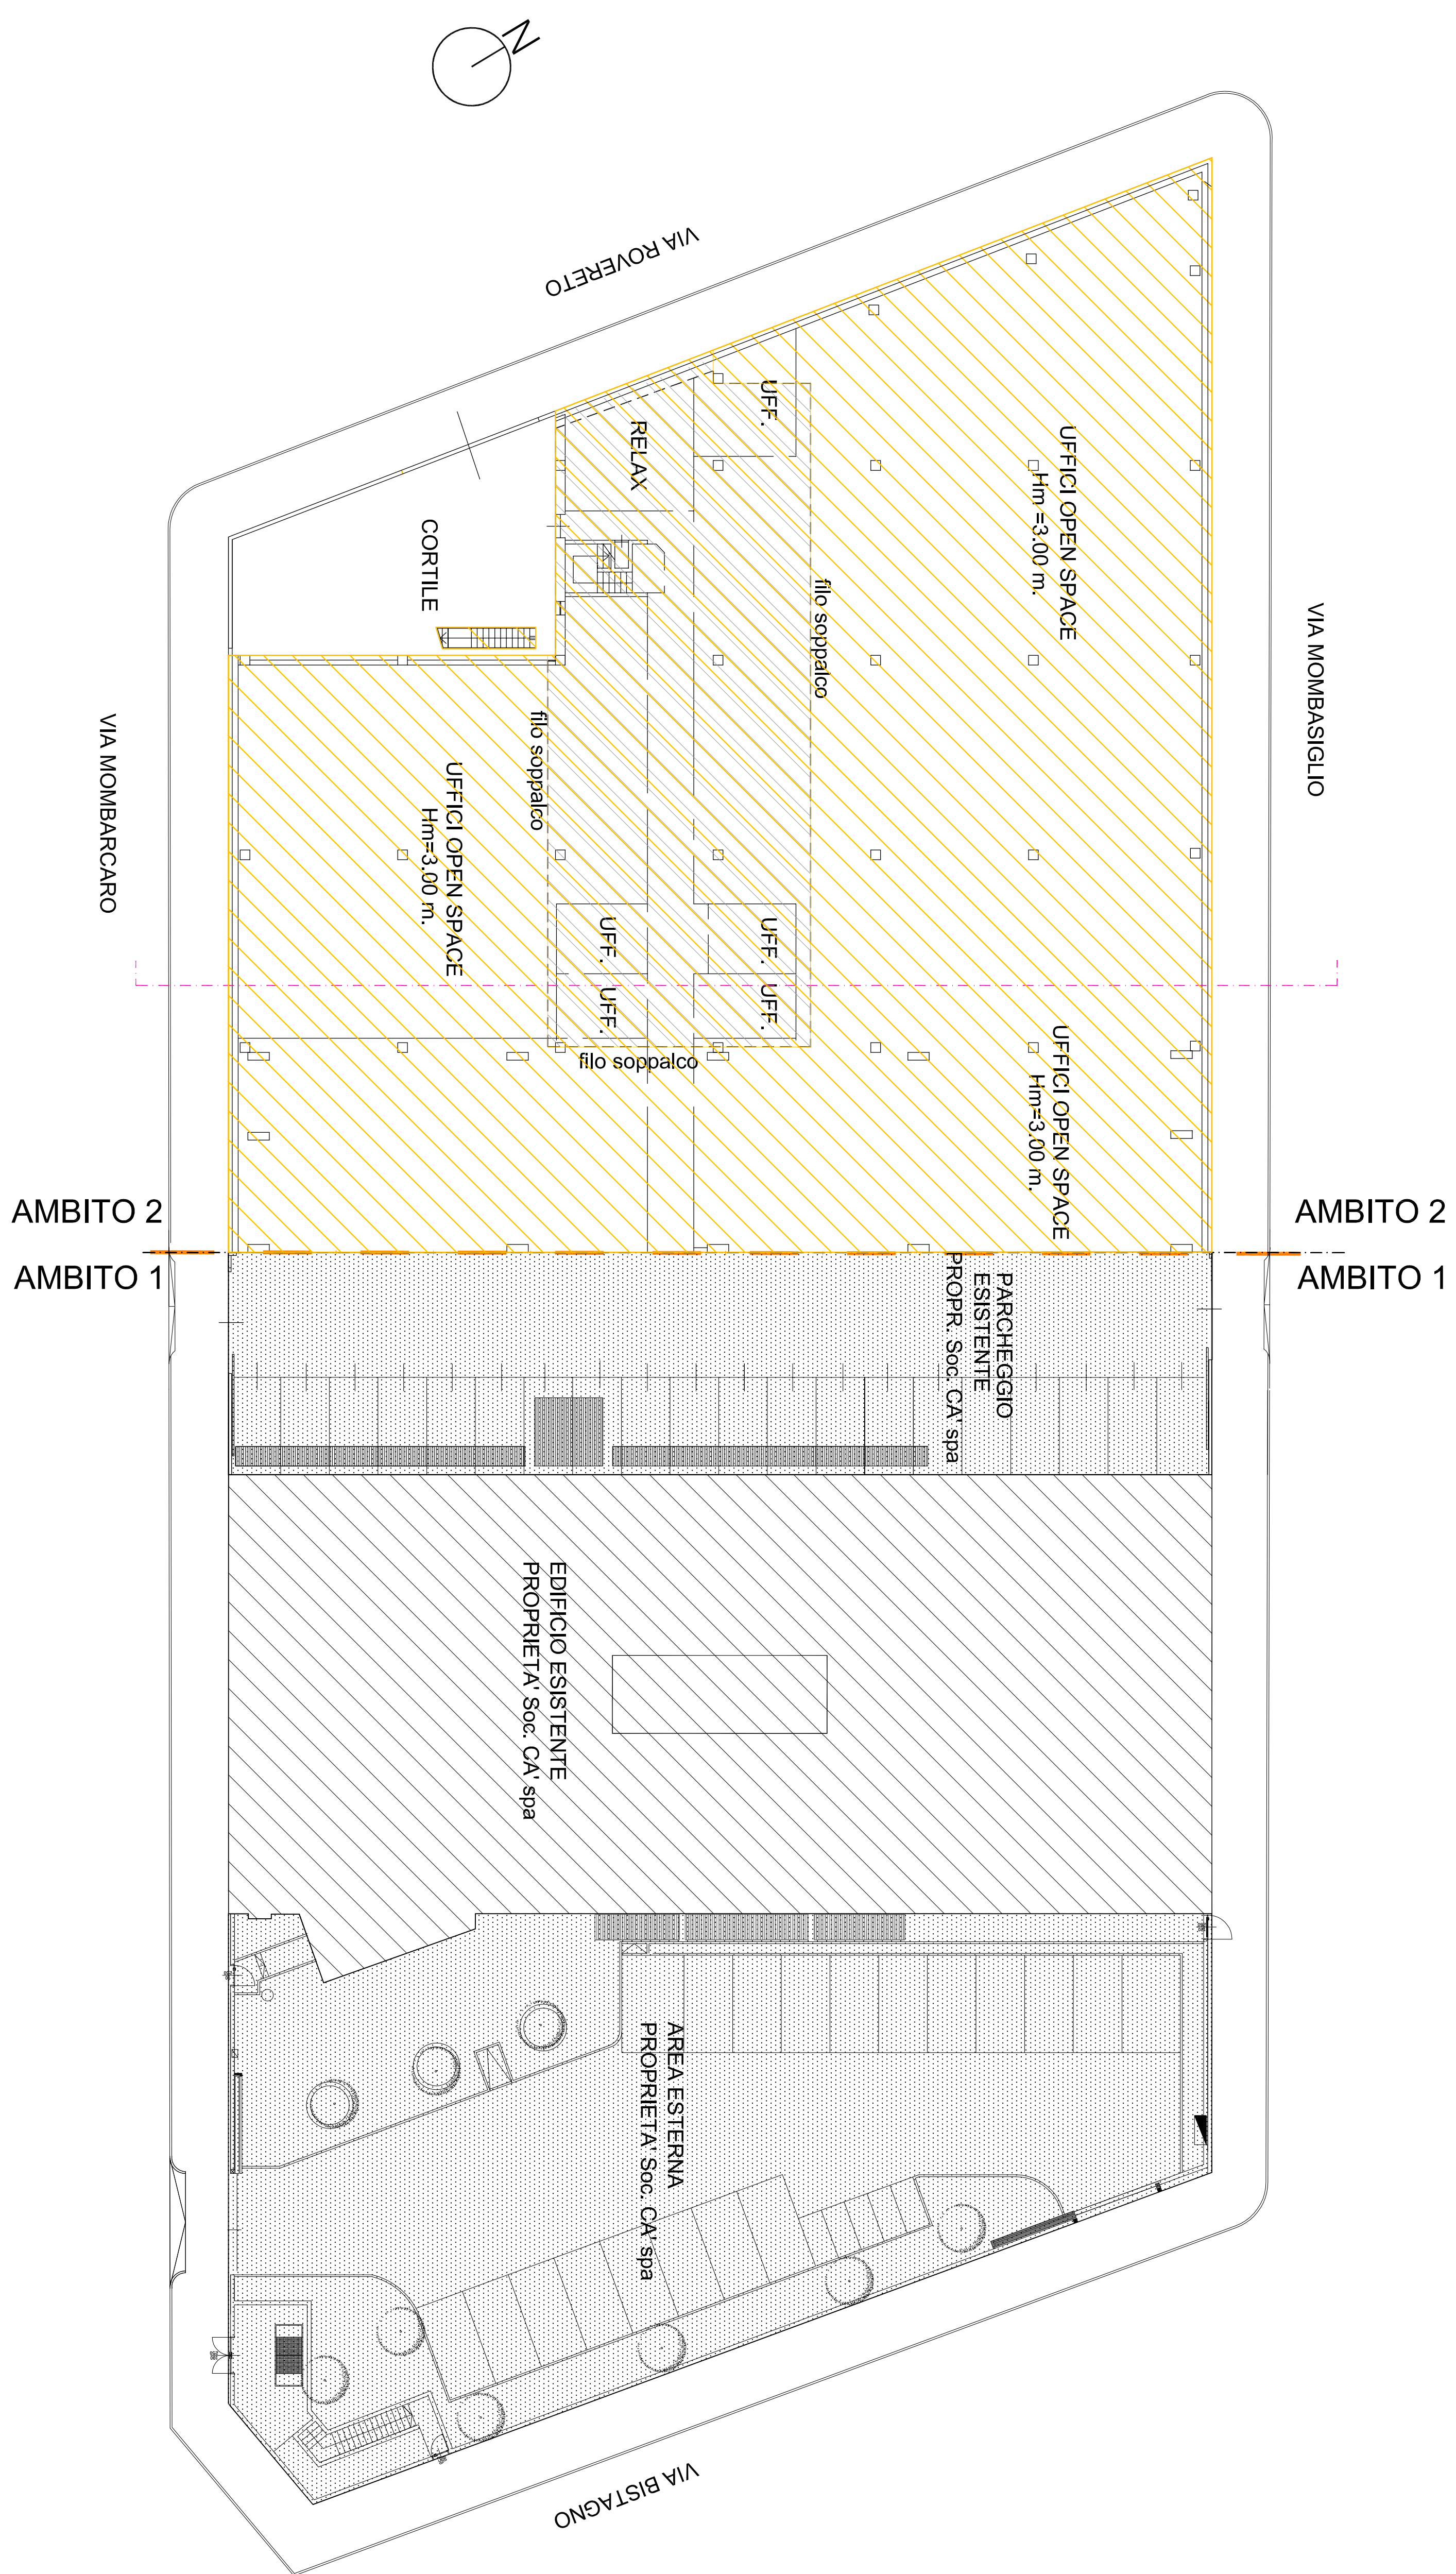 N
VIA ROVERETO
UFF.
RELAX
UFFICI OPEN SPACE
Hm =3.00 m.
CORTILE
filo soppalco
VIA MOMBASIGLIO
VIA MOMBARCARO
filo soppalco
UFFICI OPEN SPACE
Hm=3.00 m.
UFF.
UFF.
UFF.
UFF.
filo soppalco
UFFICI OPEN SPACE
Hm=3.00 m.
AMBITO 2
AMBITO 2
AMBITO 1
AMBITO 1
PARCHEGGIO
ESISTENTE
PROPR. Soc. CA' spa
EDIFICIO ESISTENTE
PROPRIETA' Soc. CA' spa
AREA ESTERNA
PROPRIETA' Soc. CA' spa
VIA BISTAGNO